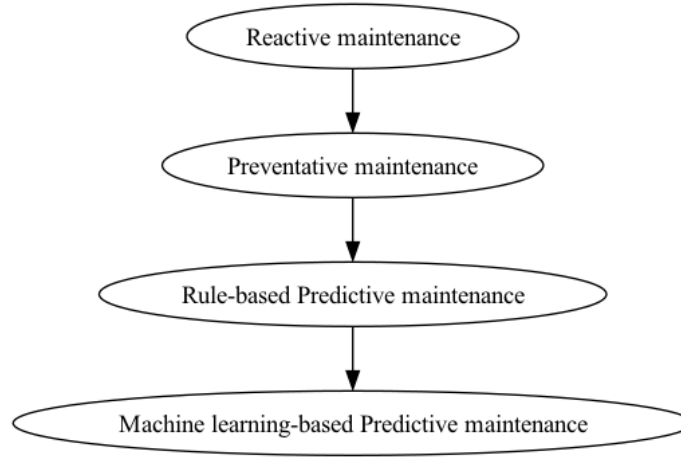 Reactive maintenance
Preventative maintenance
Rule-based Predictive maintenance
Machine learning-based Predictive maintenance